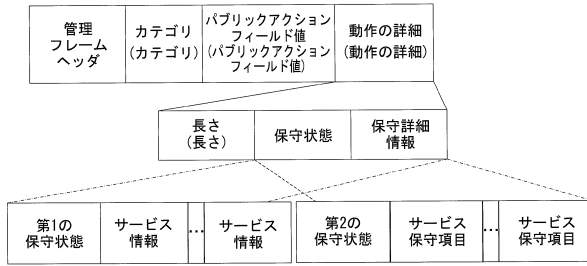 管理
フレーム
ヘッダ
カテゴリ
(カテゴリ)
パブリックアクション
フィールド値
(パブリックアクション
フィールド値)
動作の詳細
(動作の詳細)
長さ
(長さ)
保守状態
保守詳細
情報
第1の
保守状態
サービス
情報
...
サービス
情報
第2の
保守状態
サービス
保守項目
...
サービス
保守項目